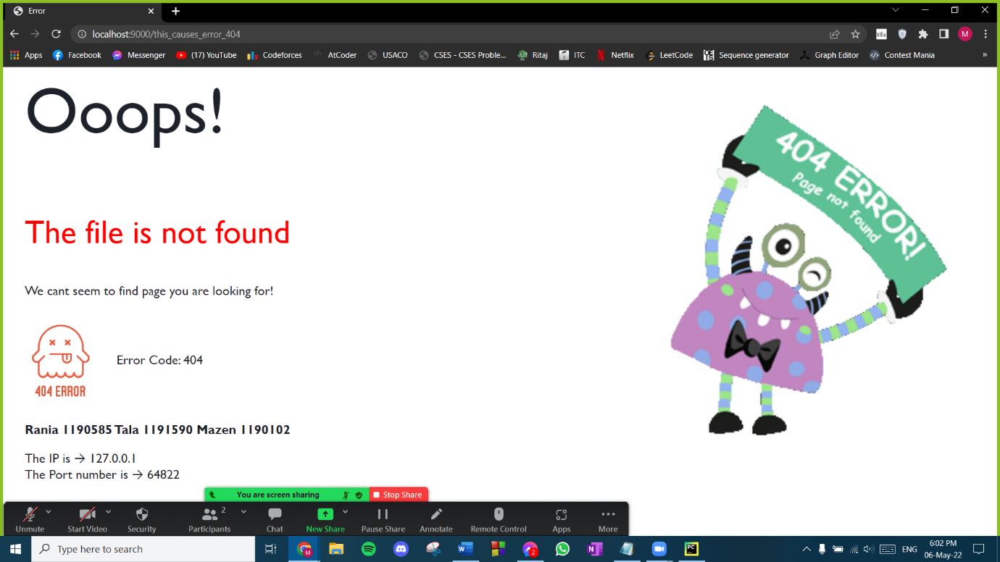 Error
localhost:9000/this_causes_error_404
M
Apps Facebook Messenger (17) YouTube Codeforces AtCoder USACO CSES - CSES Proble... Ritaj ITC Netflix LeetCode Sequence generator Graph Editor Contest Mania »
Ooops!
404 ERROR!
Page not found
The file is not found
We cant seem to find page you are looking for!
Error Code: 404
404 ERROR
Rania 1190585 Tala 1191590 Mazen 1190102
The IP is → 127.0.0.1
The Port number is → 64822
You are screen sharing Stop Share
2
Unmute Start Video Security Participants Chat New Share Pause Share Annotate Remote Control Apps More
Type here to search
M
W
2
N
PC
ENG
6:02 PM
06-May-22